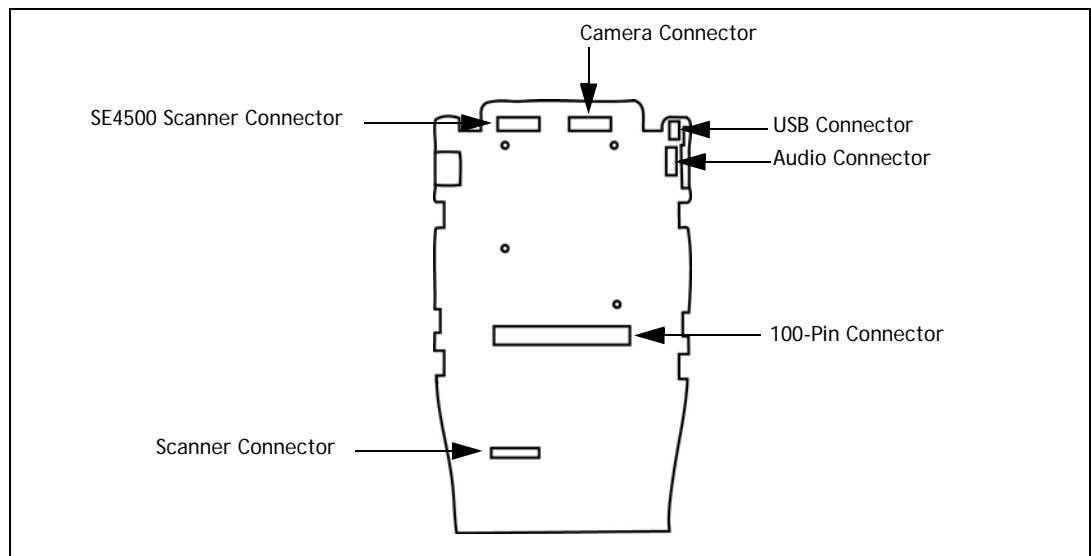 Camera Connector
SE4500 Scanner Connector
USB Connector
Audio Connector
100-Pin Connector
Scanner Connector